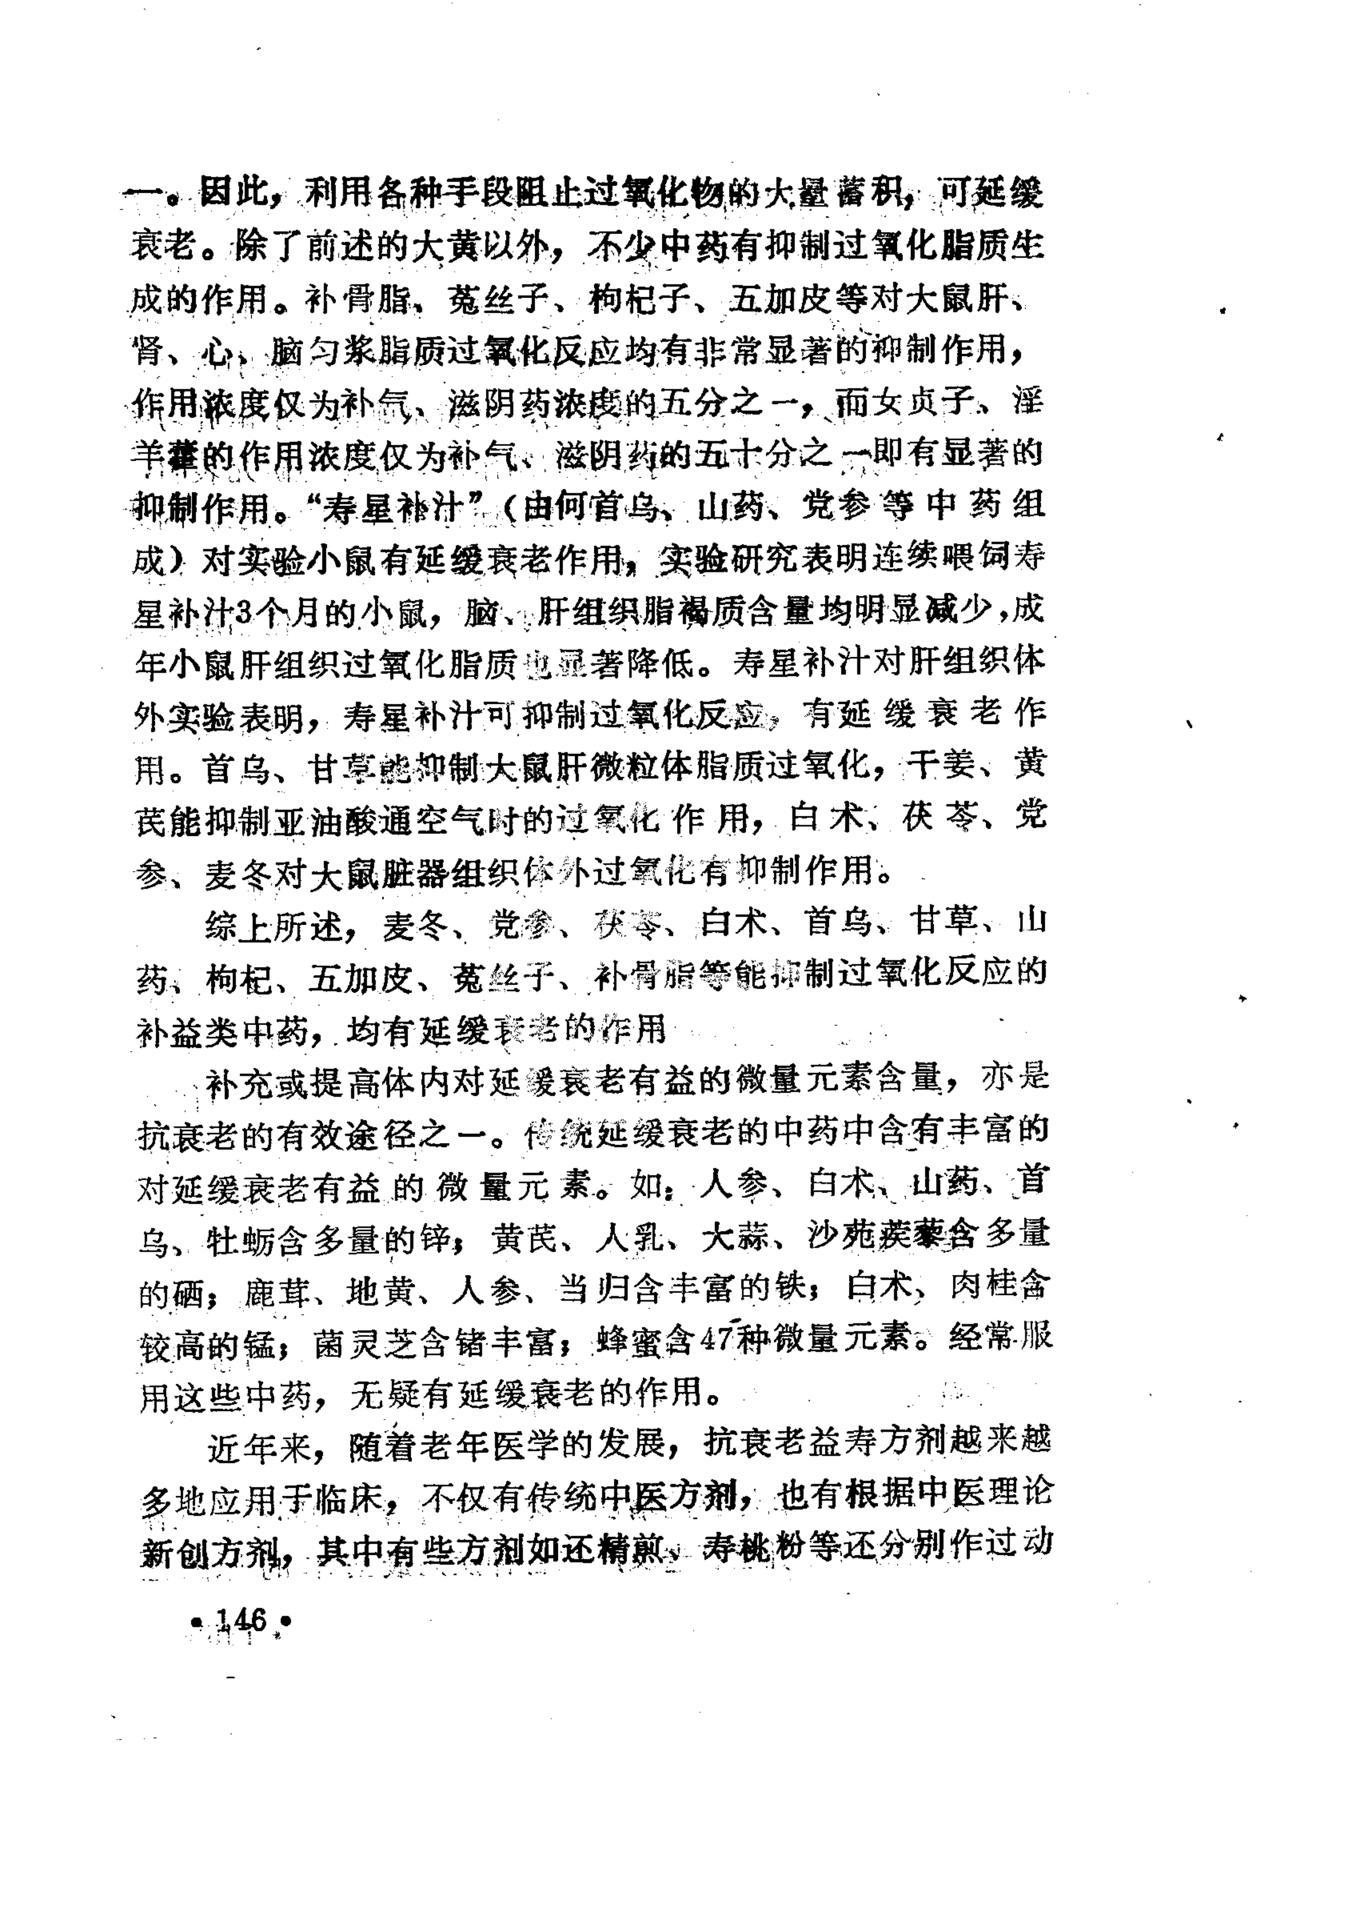 一。因此，利用各种手段阻止过氧化物的大量蓄积，可延缓
衰老。除了前述的大黄以外，不少中药有抑制过氧化脂质生
成的作用。补骨脂、菟丝子、枸杞子、五加皮等对大鼠肝、
肾、心、脑匀浆脂质过氧化反应均有非常显著的抑制作用，
作用浓度仅为补气、滋阴药浓度的五分之一，而女贞子、淫
羊藿的作用浓度仅为补气、滋阴药的五十分之一即有显著的
抑制作用。“寿星补汁”（由何首乌、山药、党参等中药组
成）对实验小鼠有延缓衰老作用，实验研究表明连续喂饲寿
星补汁3个月的小鼠，脑、肝组织脂褐质含量均明显减少，成
年小鼠肝组织过氧化脂质也显著降低。寿星补汁对肝组织体
外实验表明，寿星补汁可抑制过氧化反应，有延缓衰老作
用。首乌、甘草能抑制大鼠肝微粒体脂质过氧化，干姜、黄
芪能抑制亚油酸通空气时的过氧化作用，白术、茯苓、党
参、麦冬对大鼠脏器组织体外过氧化有抑制作用。
综上所述，麦冬、党参、茯苓、白术、首乌、甘草、山
药、枸杞、五加皮、菟丝子、补骨脂等能抑制过氧化反应的
补益类中药，均有延缓衰老的作用
补充或提高体内对延缓衰老有益的微量元素含量，亦是
抗衰老的有效途径之一。传统延缓衰老的中药中含有丰富的
对延缓衰老有益的微量元素。如：人参、白术、山药、首
乌、牡蛎含多量的锌；黄芪、人乳、大蒜、沙苑蒺藜含多量
的硒；鹿茸、地黄、人参、当归含丰富的铁；白术、肉桂含
较高的锰；菌灵芝含锗丰富；蜂蜜含47种微量元素。经常服
用这些中药，无疑有延缓衰老的作用。
近年来，随着老年医学的发展，抗衰老益寿方剂越来越
多地应用于临床，不仅有传统中医方剂，也有根据中医理论
新创方剂，其中有些方剂如还精煎、寿桃粉等还分别作过动
•146•